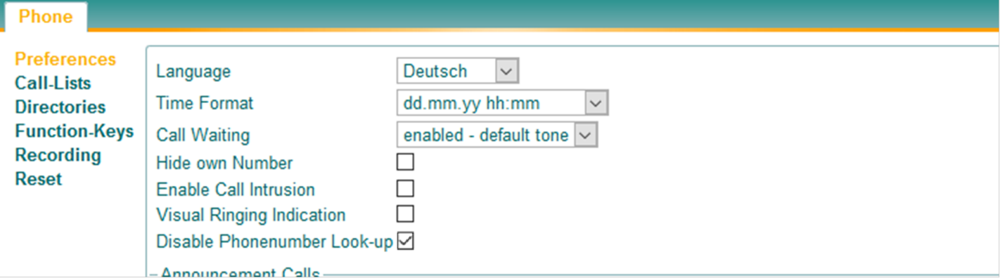 Phone
Preferences
Call-Lists
Directories
Function-Keys
Recording
Reset
Language Deutsch
Time Format dd.mm.yy hh:mm
Call Waiting enabled - default tone
Hide own Number
Enable Call Intrusion
Visual Ringing Indication
Disable Phonenumber Look-up
Announcement Calls